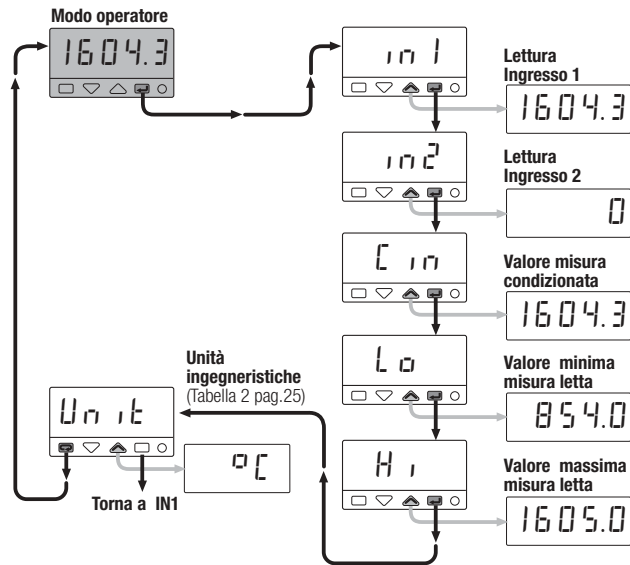 Modo operatore
1604.3
in1
Lettura
Ingresso 1
1604.3
in2
Lettura
Ingresso 2
0
Cin
Valore misura
condizionata
1604.3
Lo
Valore minima
misura letta
854.0
Hi
Valore massima
misura letta
1605.0
Unità
ingegneristiche
(Tabella 2 pag.25)
Unit
°C
Torna a IN1